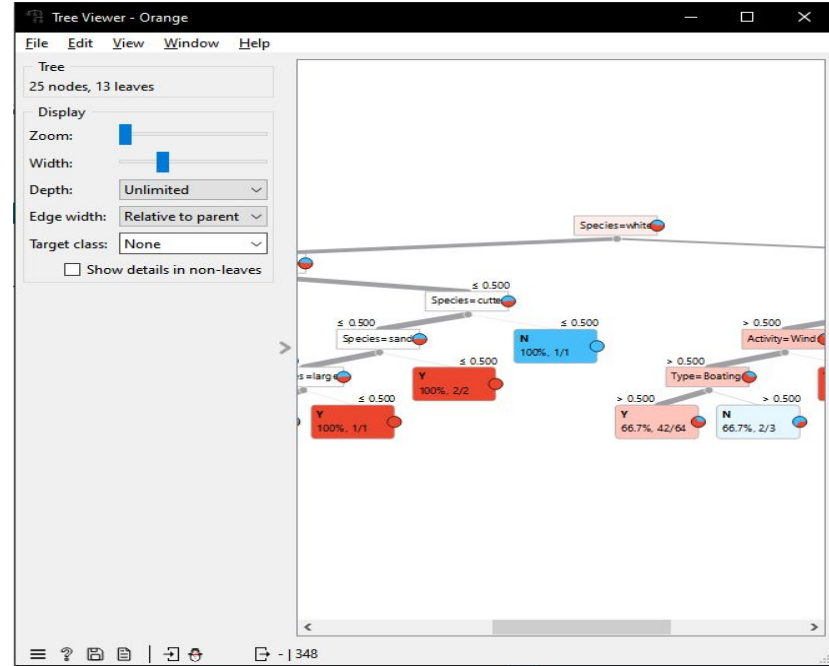 Tree Viewer - Orange
File Edit View Window Help
Tree
25 nodes, 13 leaves
Display
Zoom:
Width:
Depth: Unlimited
Edge width: Relative to parent
Target class: None
Show details in non-leaves
Species=white
≤ 0.500
Species=cutte
≤ 0.500 ≤ 0.500 > 0.500
Species=sand N Activity=Wind
100%, 1/1
≤ 0.500 > 0.500
es=large Y Type=Boating
100%, 2/2
≤ 0.500 > 0.500 > 0.500
Y Y N
100%, 1/1 66.7%, 42/64 66.7%, 2/3
- | 348